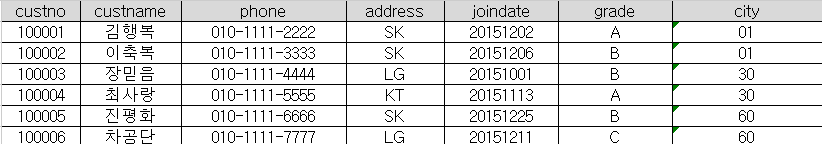 custno custname phone address joindate grade city
100001 김행복 010-1111-2222 SK 20151202 A 01
100002 이축복 010-1111-3333 SK 20151206 B 01
100003 장믿음 010-1111-4444 LG 20151001 B 30
100004 최사랑 010-1111-5555 KT 20151113 A 30
100005 진평화 010-1111-6666 SK 20151225 B 60
100006 차공단 010-1111-7777 LG 20151211 C 60